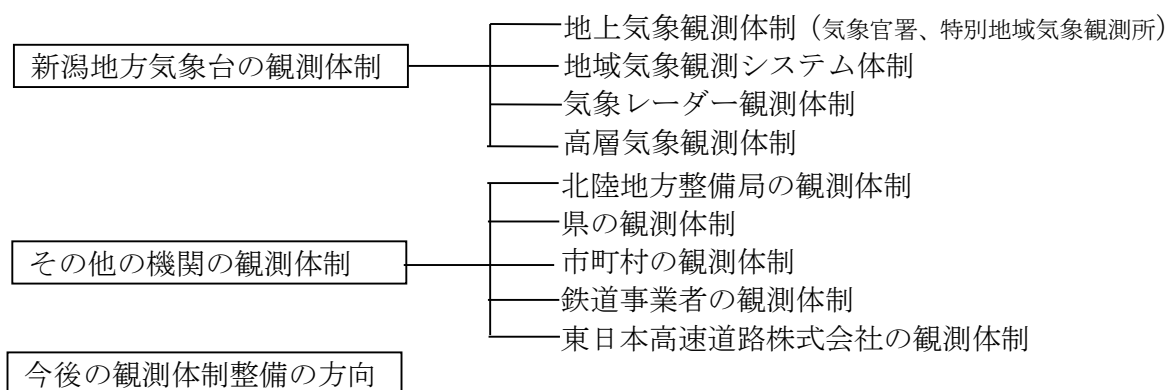 地上気象観測体制（気象官署、特別地域気象観測所）
新潟地方気象台の観測体制
地域気象観測システム体制
気象レーダー観測体制
高層気象観測体制
北陸地方整備局の観測体制
県の観測体制
その他の機関の観測体制
市町村の観測体制
鉄道事業者の観測体制
東日本高速道路株式会社の観測体制
今後の観測体制整備の方向